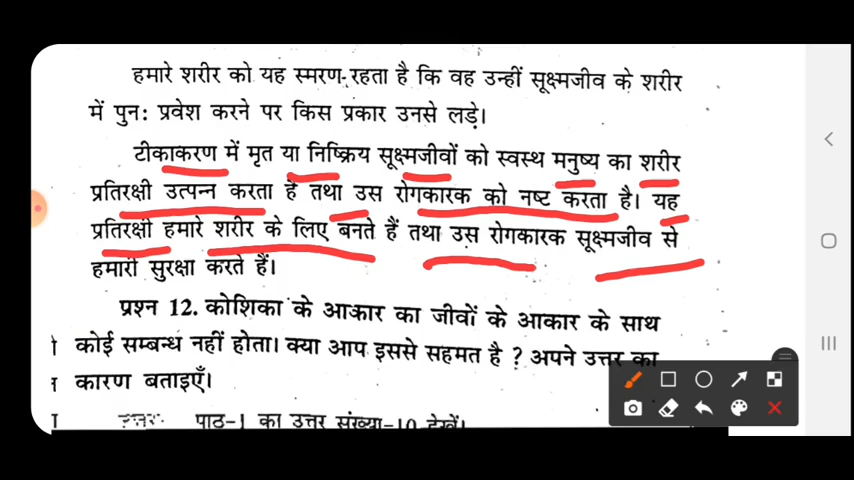 हमारे शरीर को यह स्मरण रहता है कि वह उन्हीं सूक्ष्मजीव के शरीर
में पुन: प्रवेश करने पर किस प्रकार उनसे लड़े।
टीकाकरण में मृत या निष्क्रिय सूक्ष्मजीवों को स्वस्थ मनुष्य का शरीर
प्रतिरक्षी उत्पन्न करता है तथा उस रोगकारक को नष्ट करता है। यह
प्रतिरक्षी हमारे शरीर के लिए बनते हैं तथा उस रोगकारक सूक्ष्मजीव से
हमारी सुरक्षा करते हैं।
प्रश्न 12. कोशिका के आकार का जीवों के आकार के साथ
कोई सम्बन्ध नहीं होता। क्या आप इससे सहमत है ? अपने उत्तर का
कारण बताइएँ।
उत्तर- पाठ-1 का उत्तर संख्या-10 देखें।